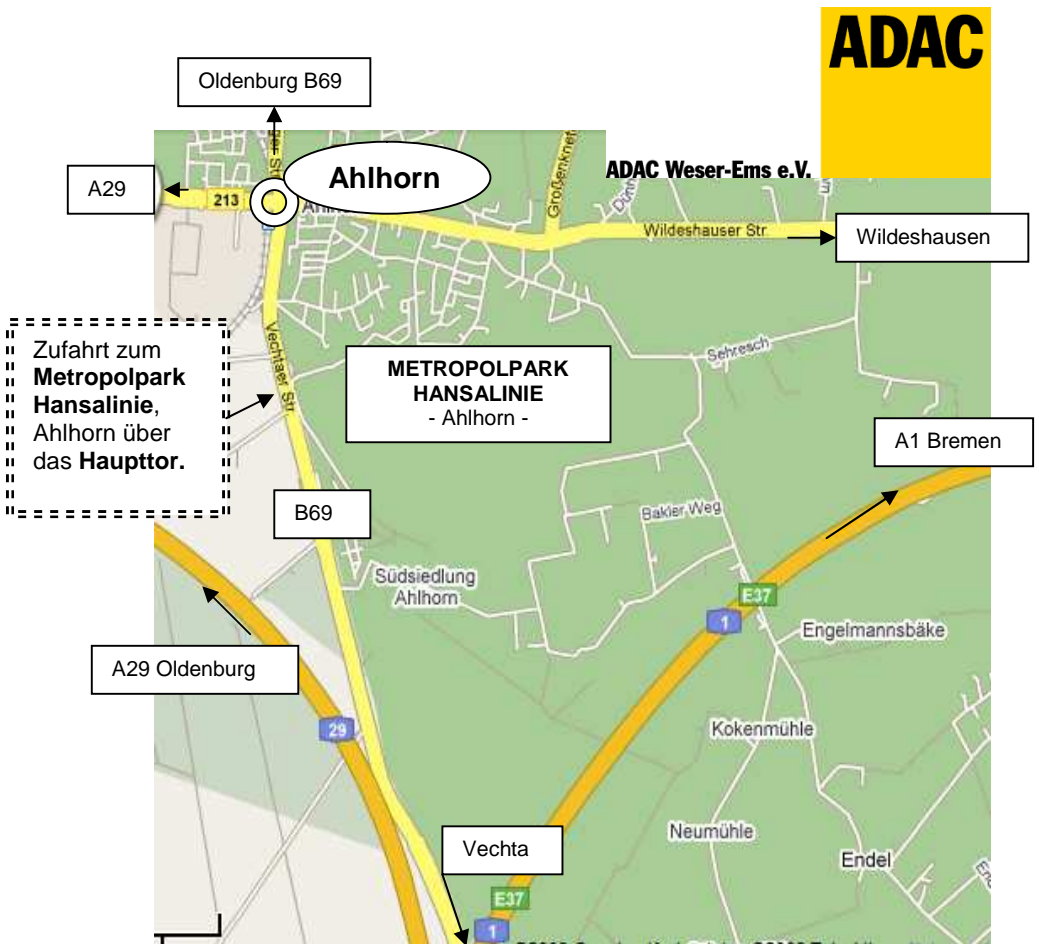 ADAC
Oldenburg B69
ADAC Weser-Ems e.V.
Ahlhorn
A29
213
Wildeshauser Str.
Wildeshausen
Zufahrt zum
Metropolpark
Hansalinie,
Ahlhorn über
das Haupttor.
Vechtaer Str
METROPOLPARK
HANSALINIE
- Ahlhorn -
Sehresch
A1 Bremen
B69
Bakler Weg
Südsiedlung
Ahlhorn
E37
1
Engelmannsbäke
A29 Oldenburg
29
Kokenmühle
Neumühle
Vechta
Endel
E37
1